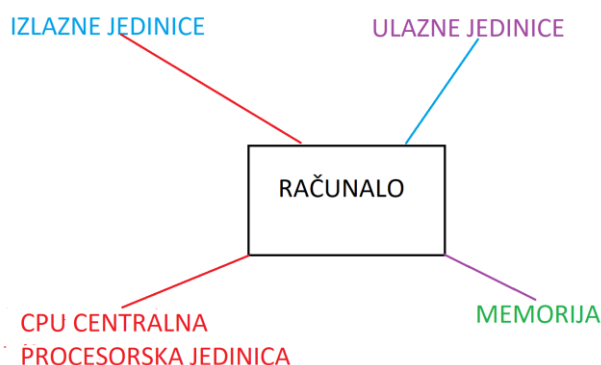 IZLAZNE JEDINICE
ULAZNE JEDINICE
RAČUNALO
CPU CENTRALNA
PROCESORSKA JEDINICA
MEMORIJA